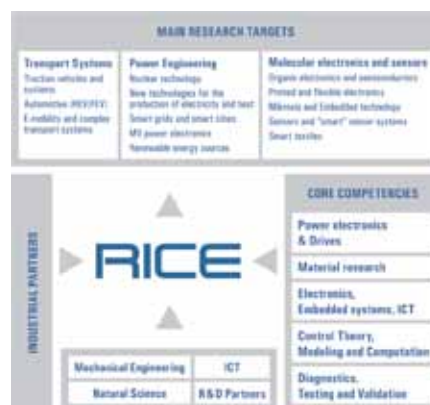 MAIN RESEARCH TARGETS
Transport Systems
Traction vehicles and
systems
Automotive (HEV/FEV)
E-mobility and complex
transport systems
Power Engineering
Nuclear technology
New technologies for the
production of electricity and heat
Smart grids and smart cities
MV power electronics
Renewable energy sources
Molecular electronics and sensors
Organic electronics and semiconductors
Printed and flexible electronics
and Embedded technology
Sensors and "smart" sensor systems
Smart textiles
INDUSTRIAL PARTNERS
RICE
CORE COMPETENCIES
Power electronics
& Drives
Material research
Electronics,
Embedded systems, ICT
Control Theory,
Modeling and Computation
Diagnostics,
Testing and Validation
Mechanical Engineering
ICT
Natural Science
R&D Partners